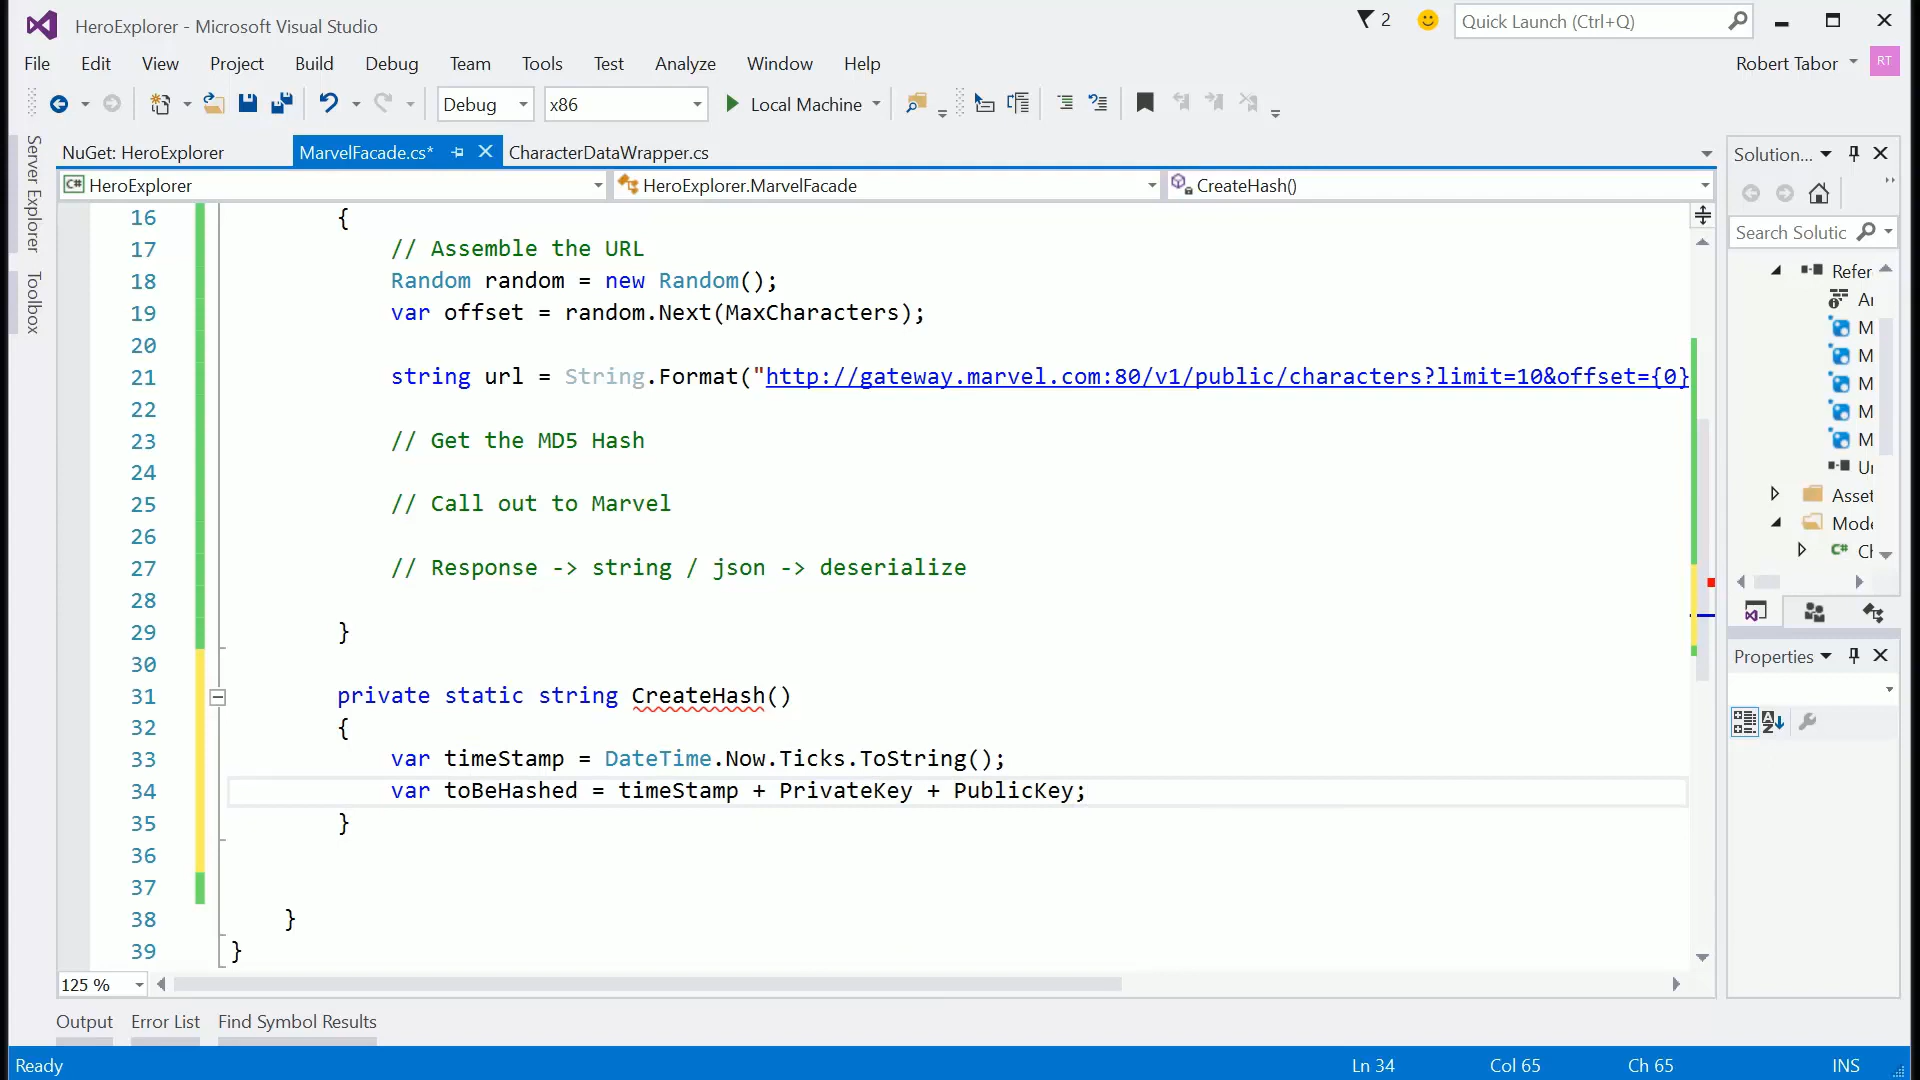 HeroExplorer - Microsoft Visual Studio
2
Quick Launch (Ctrl+Q)
File Edit View Project Build Debug Team Tools Test Analyze Window Help
Robert Tabor RT
Debug x86 Local Machine
NuGet: HeroExplorer MarvelFacade.cs* CharacterDataWrapper.cs
HeroExplorer HeroExplorer.MarvelFacade CreateHash()
Server Explorer
Toolbox
16 {
17 // Assemble the URL
18 Random random = new Random();
19 var offset = random.Next(MaxCharacters);
20
21 string url = String.Format("http://gateway.marvel.com:80/v1/public/characters?limit=10&offset={0}
22
23 // Get the MD5 Hash
24
25 // Call out to Marvel
26
27 // Response -> string / json -> deserialize
28
29 }
30
31 private static string CreateHash()
32 {
33 var timeStamp = DateTime.Now.Ticks.ToString();
34 var toBeHashed = timeStamp + PrivateKey + PublicKey;
35 }
36
37
38 }
39 }
125 %
Solution...
Search Solutic
Refer
M
M
M
M
M
Asset
Properties
Output Error List Find Symbol Results
Ready
Ln 34 Col 65 Ch 65 INS